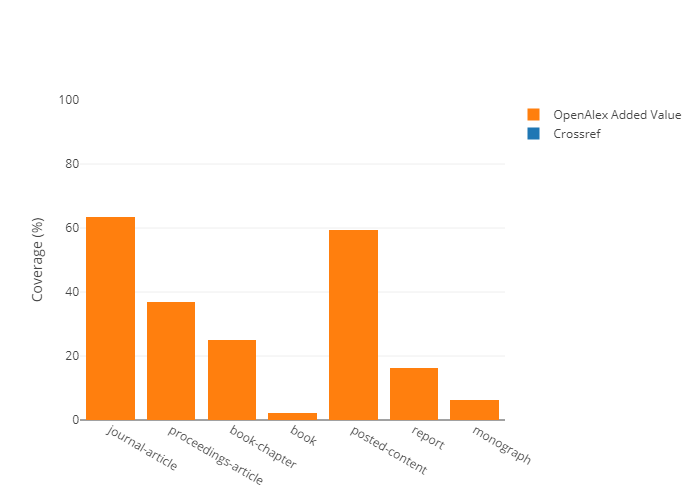 100
80
60
40
20
0
Coverage (%)
journal-article
proceedings-article
book-chapter
book
posted-content
report
monograph
OpenAlex Added Value
Crossref